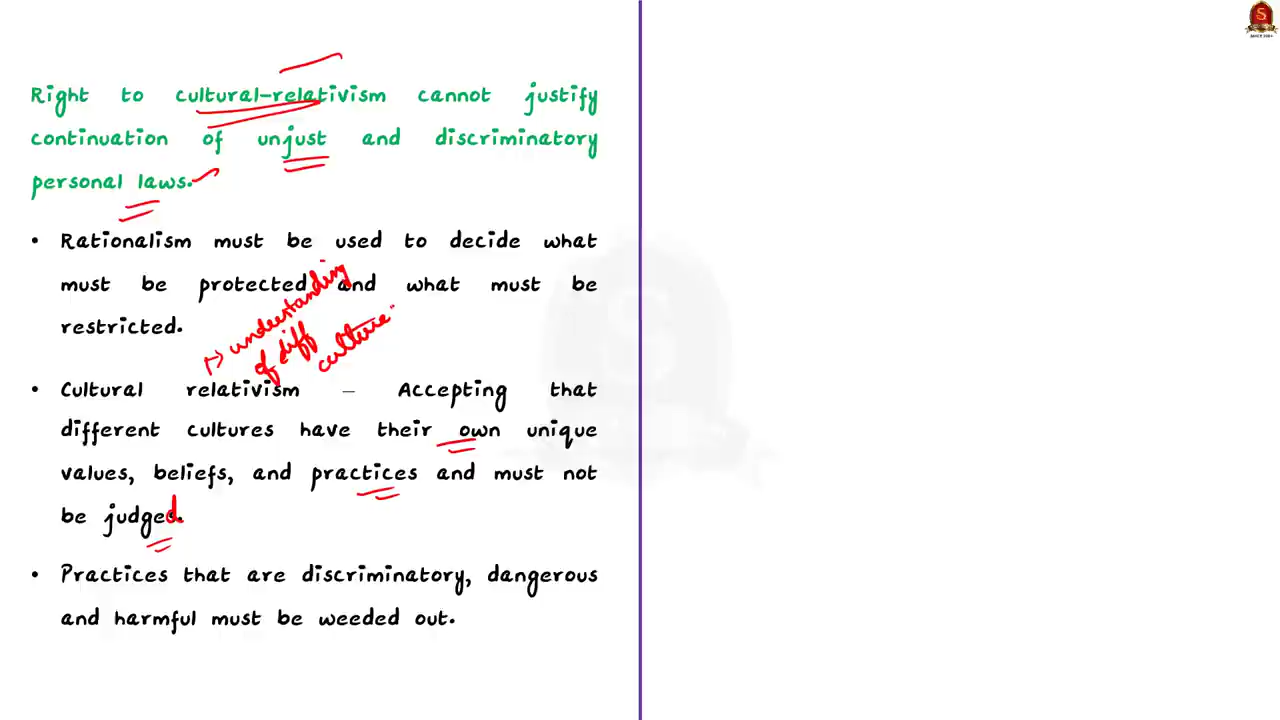 Right to cultural-relativism cannot justify
continuation of unjust and discriminatory
personal laws.
• Rationalism must be used to decide what
must be protected and what must be
restricted.
understanding
of diff
culture
• Cultural relativism – Accepting that
different cultures have their own unique
values, beliefs, and practices and must not
be judged.
• Practices that are discriminatory, dangerous
and harmful must be weeded out.
S